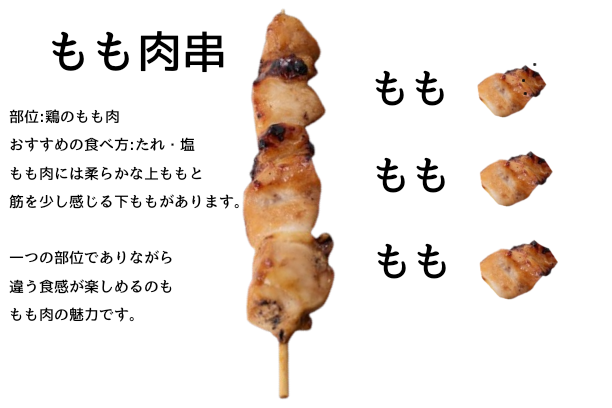 もも肉串
部位:鶏のもも肉
おすすめの食べ方:たれ・塩
もも肉には柔らかな上ももと
筋を少し感じる下ももがあります。
一つの部位でありながら
違う食感が楽しめるのも
もも肉の魅力です。
もも
もも
もも